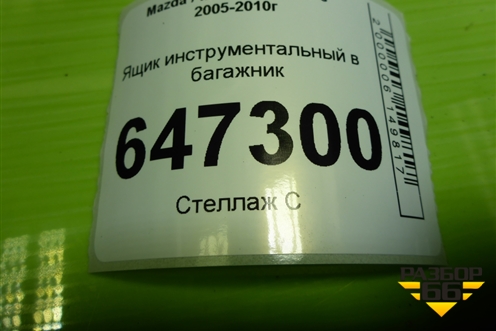 Mazda
2005-2010г
Ящик инструментальный в
багажник
647300
Стеллаж С
2000006149817
РАЗБОР
66